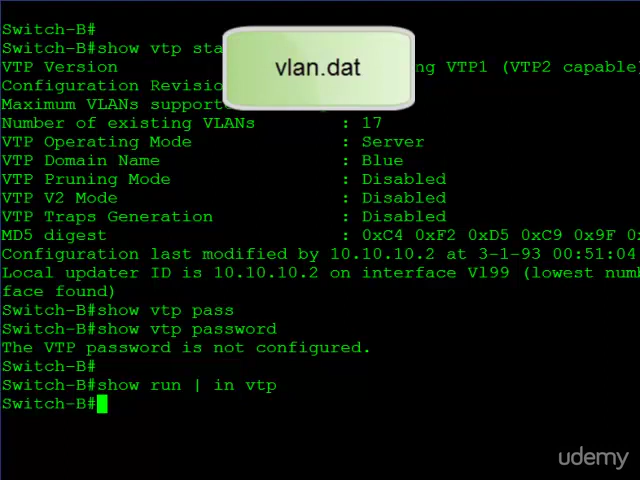 Switch-B#
Switch-B#show vtp sta
vlan.dat
VTP Version ng VTP1 (VTP2 capable)
Configuration Revisio
Maximum VLANs support
Number of existing VLANs : 17
VTP Operating Mode : Server
VTP Domain Name : Blue
VTP Pruning Mode : Disabled
VTP V2 Mode : Disabled
VTP Traps Generation : Disabled
MD5 digest : 0xC4 0xF2 0xD5 0xC9 0x9F 0x
Configuration last modified by 10.10.10.2 at 3-1-93 00:51:04
Local updater ID is 10.10.10.2 on interface Vl99 (lowest numb
face found)
Switch-B#show vtp pass
Switch-B#show vtp password
The VTP password is not configured.
Switch-B#
Switch-B#show run | in vtp
Switch-B#
udemy